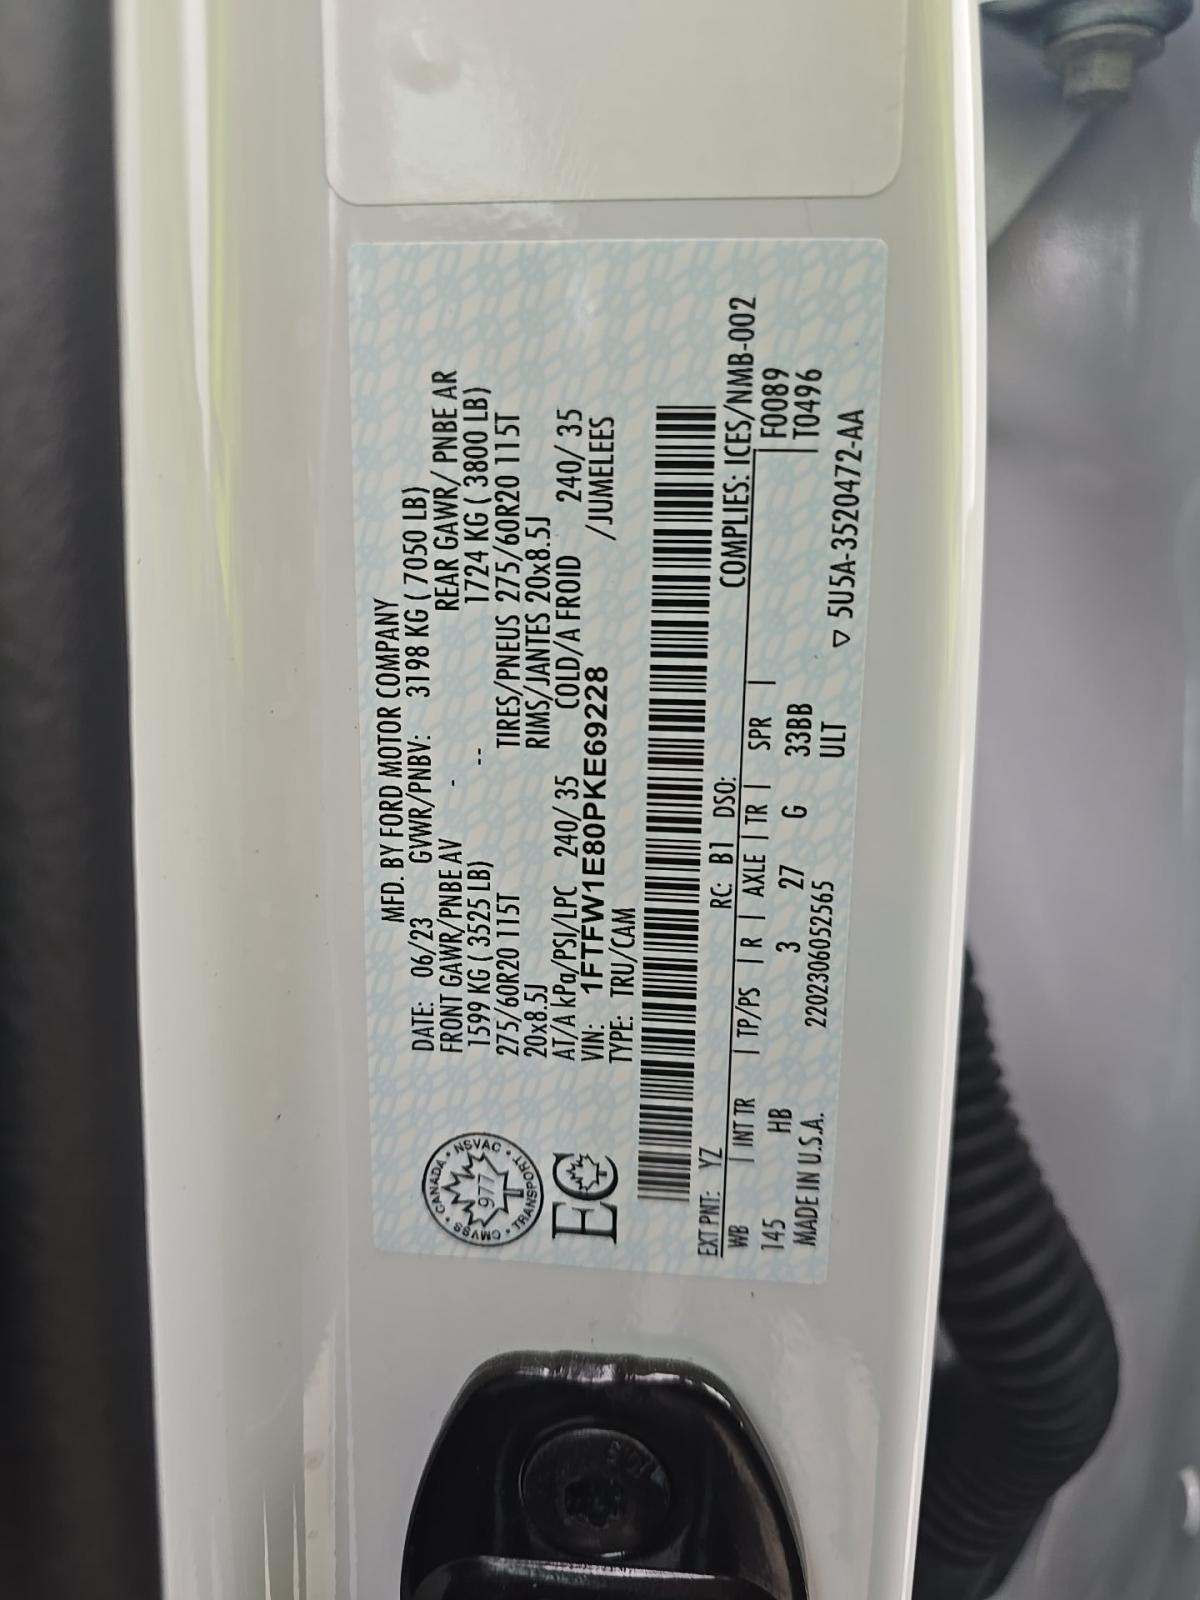 MFD. BY FORD MOTOR COMPANY
DATE: 06/23 GVWR/PNBV: 3198 KG ( 7050 LB)
FRONT GAWR/PNBE AV - REAR GAWR/ PNBE AR
1599 KG ( 3525 LB) -- 1724 KG ( 3800 LB)
275/60R20 115T TIRES/PNEUS 275/60R20 115T
20x8.5J RIMS/JANTES 20x8.5J
AT/A kPa/PSI/LPC 240/ 35 COLD/A FROID 240/ 35
VIN: 1FTFW1E80PKE69228 /JUMELEES
TYPE: TRU/CAM
CANADA • NSVAC • TRANSPORT • CMVSS •
977
EC
EXT PNT: YZ RC: B1 DSO: COMPLIES: ICES/NMB-002
WB | INT TR | TP/PS | R | AXLE | TR | SPR | F0089
145 HB 3 27 G 33BB T0496
MADE IN U.S.A. 2202306052565 ULT
▽ 5U5A-3520472-AA